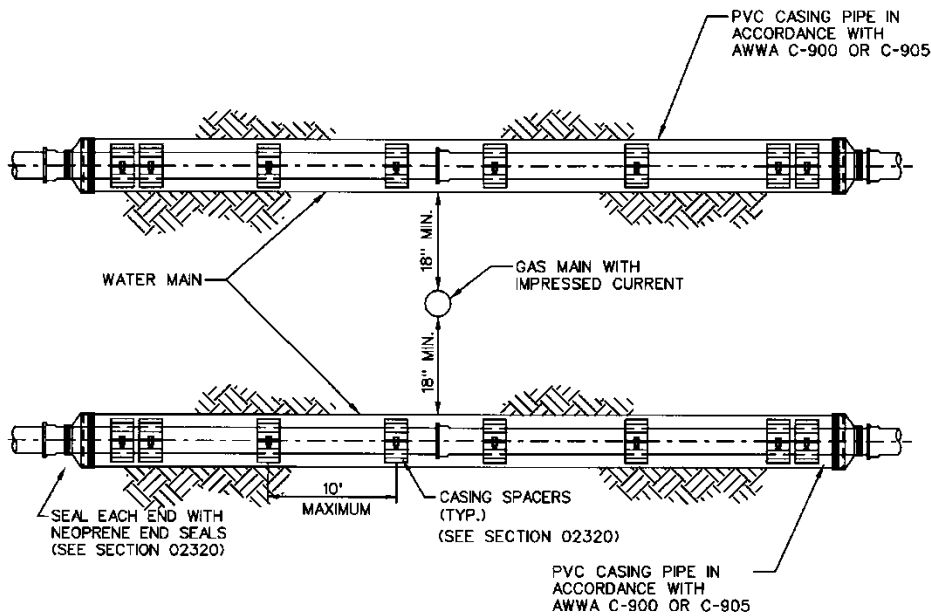 PVC CASING PIPE IN
ACCORDANCE WITH
AWWA C-900 OR C-905
18" MIN.
WATER MAIN
GAS MAIN WITH
IMPRESSED CURRENT
18" MIN.
10'
MAXIMUM
CASING SPACERS
(TYP.)
(SEE SECTION 02320)
SEAL EACH END WITH
NEOPRENE END SEALS
(SEE SECTION 02320)
PVC CASING PIPE IN
ACCORDANCE WITH
AWWA C-900 OR C-905